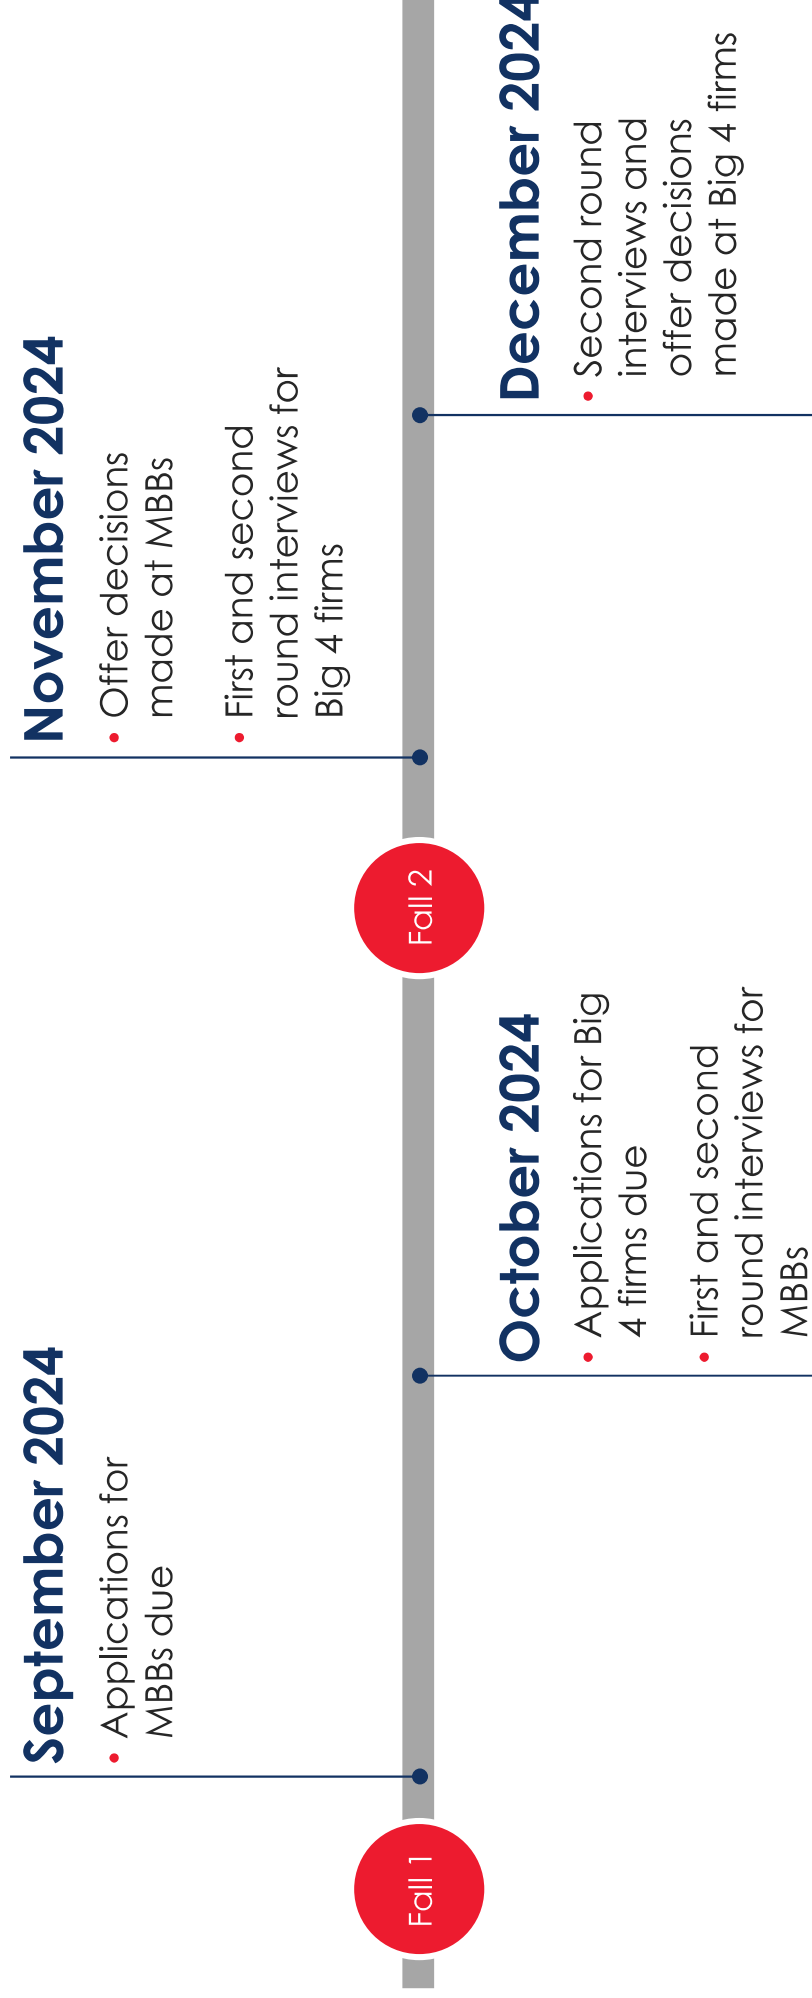 Fall 1
September 2024
• Applications for
MBBs due
October 2024
• Applications for Big
4 firms due
• First and second
round interviews for
MBBs
Fall 2
November 2024
• Offer decisions
made at MBBs
• First and second
round interviews for
Big 4 firms
December 2024
• Second round
interviews and
offer decisions
made at Big 4 firms